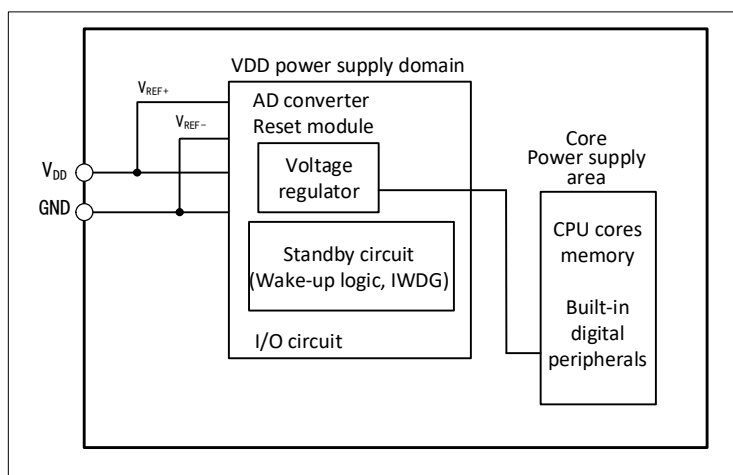 VDD power supply domain
VREF+
AD converter
VREF-
Reset module
Voltage
regulator
VDD
GND
Standby circuit
(Wake-up logic, IWDG)
I/O circuit
Core
Power supply
area
CPU cores
memory
Built-in
digital
peripherals